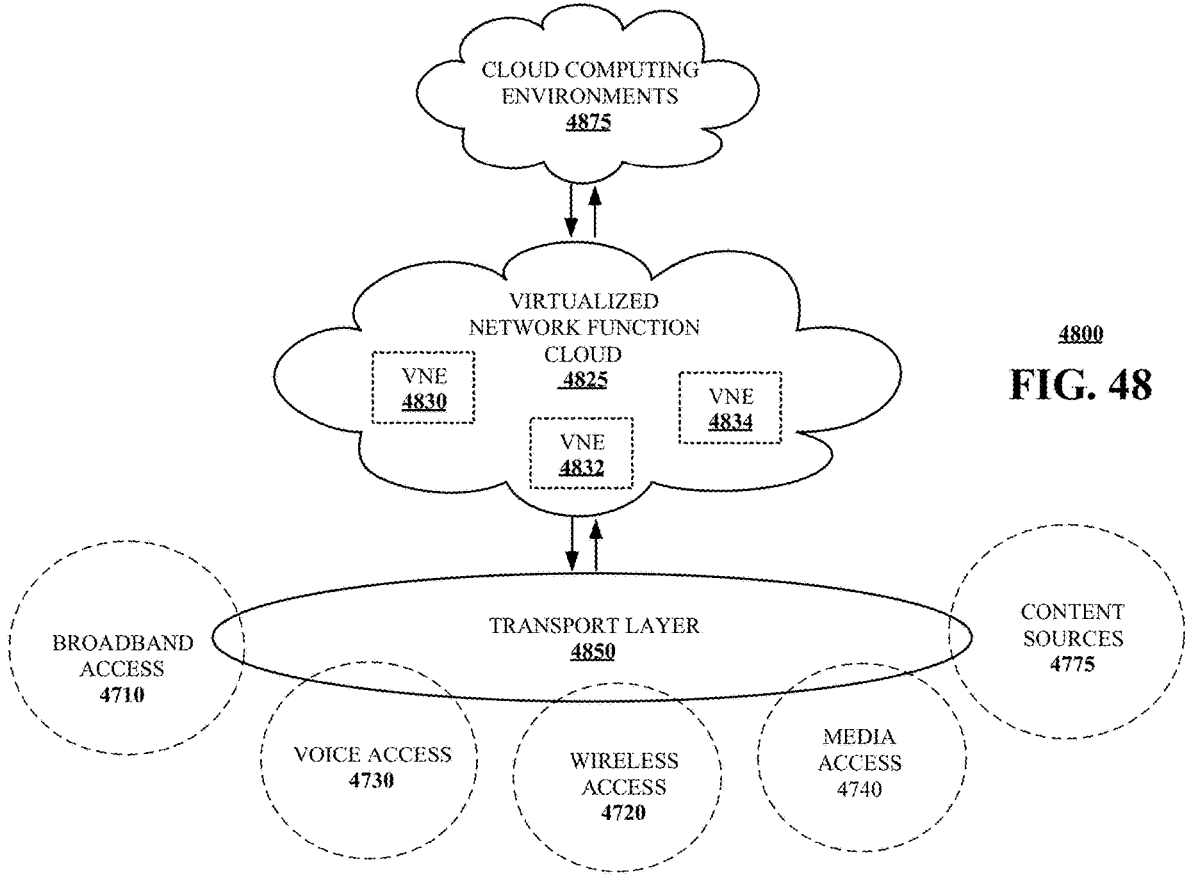 CLOUD COMPUTING
ENVIRONMENTS
4875
VIRTUALIZED
NETWORK FUNCTION
CLOUD
4825
VNE
4830
VNE
4832
VNE
4834
4800
FIG. 48
BROADBAND
ACCESS
4710
TRANSPORT LAYER
4850
CONTENT
SOURCES
4775
VOICE ACCESS
4730
WIRELESS
ACCESS
4720
MEDIA
ACCESS
4740